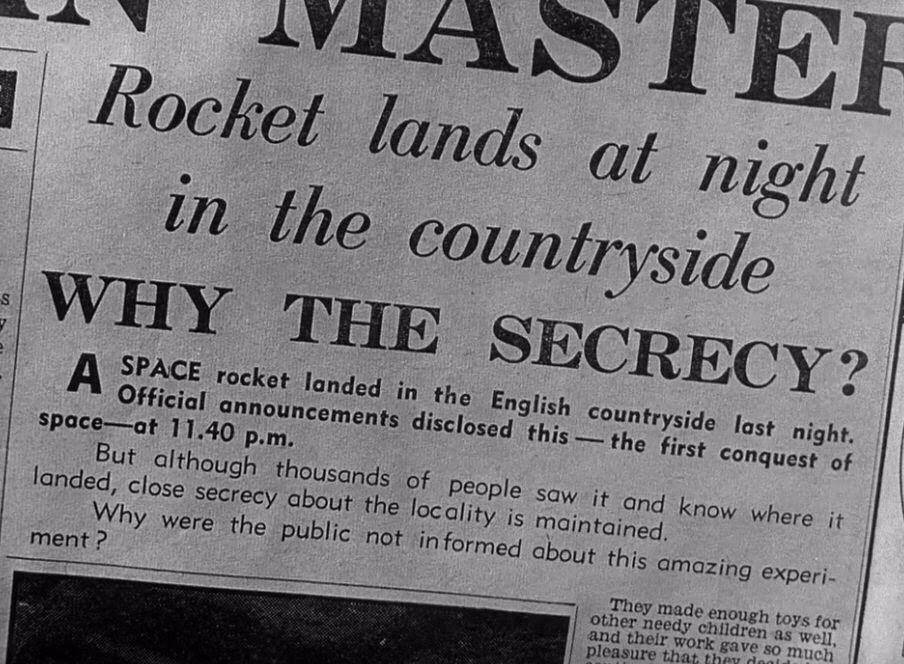 N MASTER
Rocket lands at night
in the countryside
WHY THE SECRECY?
A SPACE rocket landed in the English countryside last night.
Official announcements disclosed this — the first conquest of
space—at 11.40 p.m.
But although thousands of people saw it and know where it
landed, close secrecy about the locality is maintained.
Why were the public not informed about this amazing experi-
ment?
They made enough toys for
other needy children as well,
and their work gave so much
pleasure that they